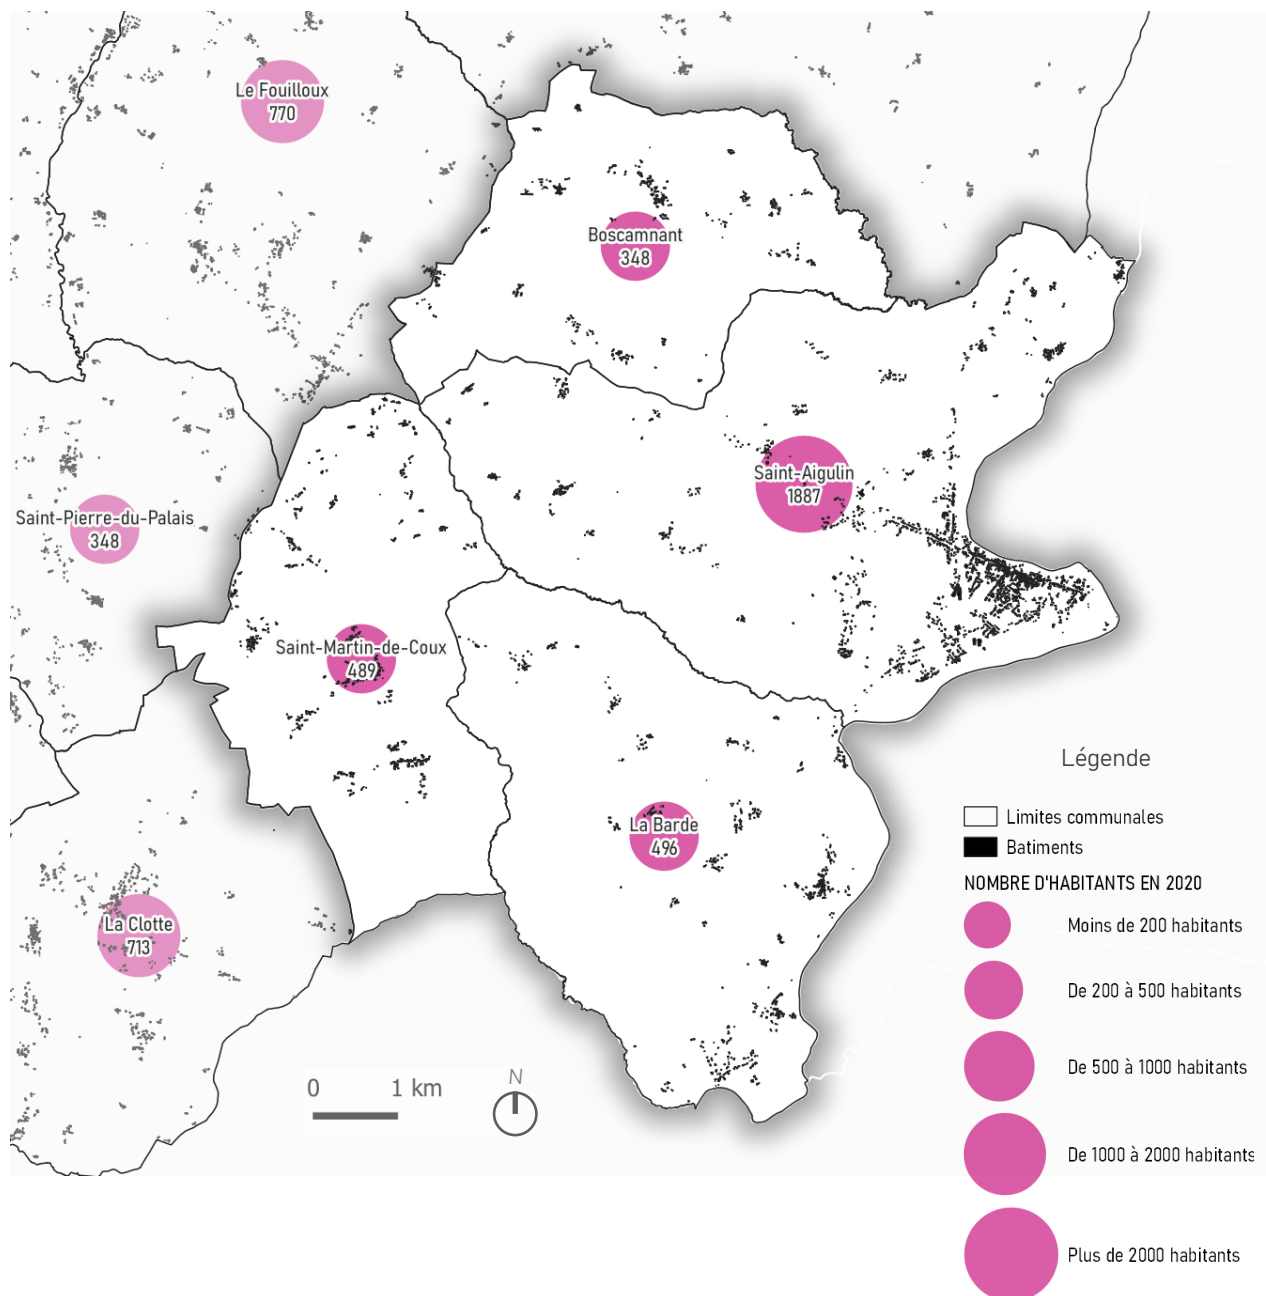 Le Fouilloux
770
Boscamnant
348
Saint-Aigulin
1887
Saint-Pierre-du-Palais
348
Saint-Martin-de-Coux
489
La Barde
496
La Clotte
713
0 1 km
N
Légende
Limites communales
Batiments
NOMBRE D'HABITANTS EN 2020
Moins de 200 habitants
De 200 à 500 habitants
De 500 à 1000 habitants
De 1000 à 2000 habitants
Plus de 2000 habitants